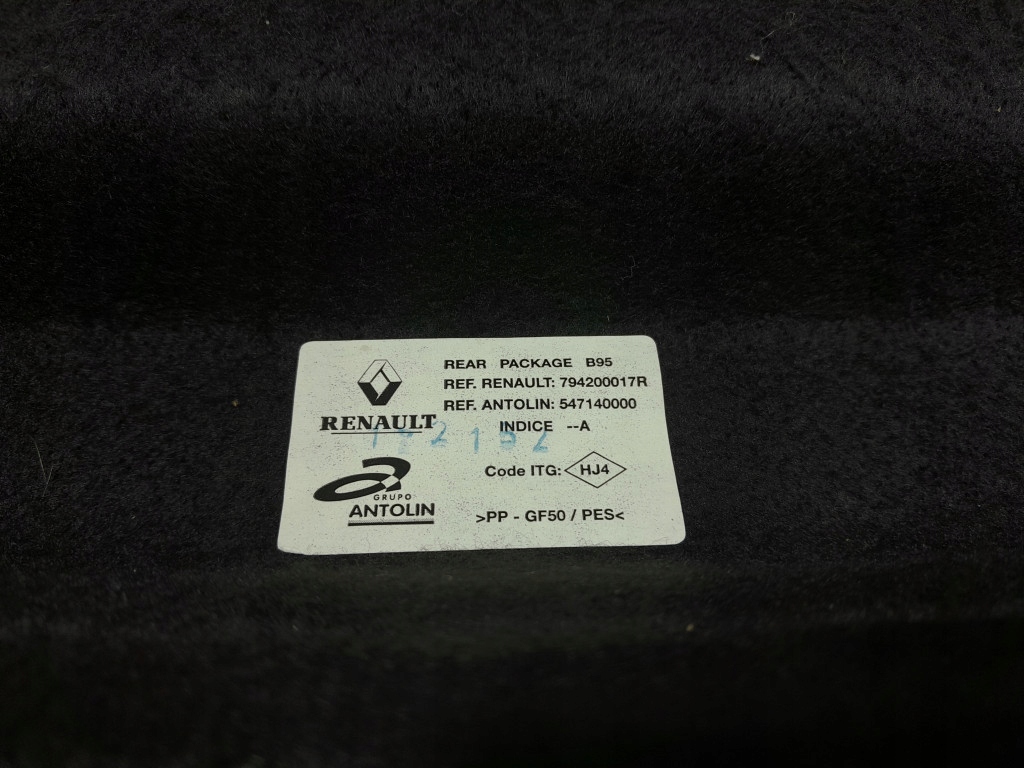 REAR PACKAGE B95
REF. RENAULT: 794200017R
REF. ANTOLIN: 547140000
INDICE --A
RENAULT
Code ITG: HJ4
GRUPO
ANTOLIN
>PP - GF50 / PES<